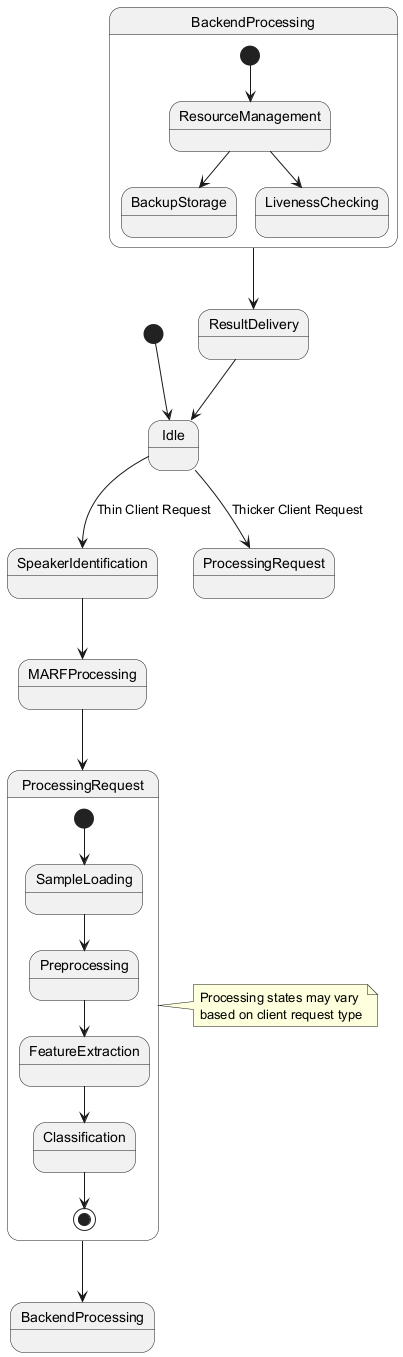 BackendProcessing
ResourceManagement
BackupStorage
LivenessChecking
ResultDelivery
Idle
Thin Client Request
Thicker Client Request
SpeakerIdentification
ProcessingRequest
MARFProcessing
ProcessingRequest
SampleLoading
Preprocessing
Processing states may vary
based on client request type
FeatureExtraction
Classification
BackendProcessing